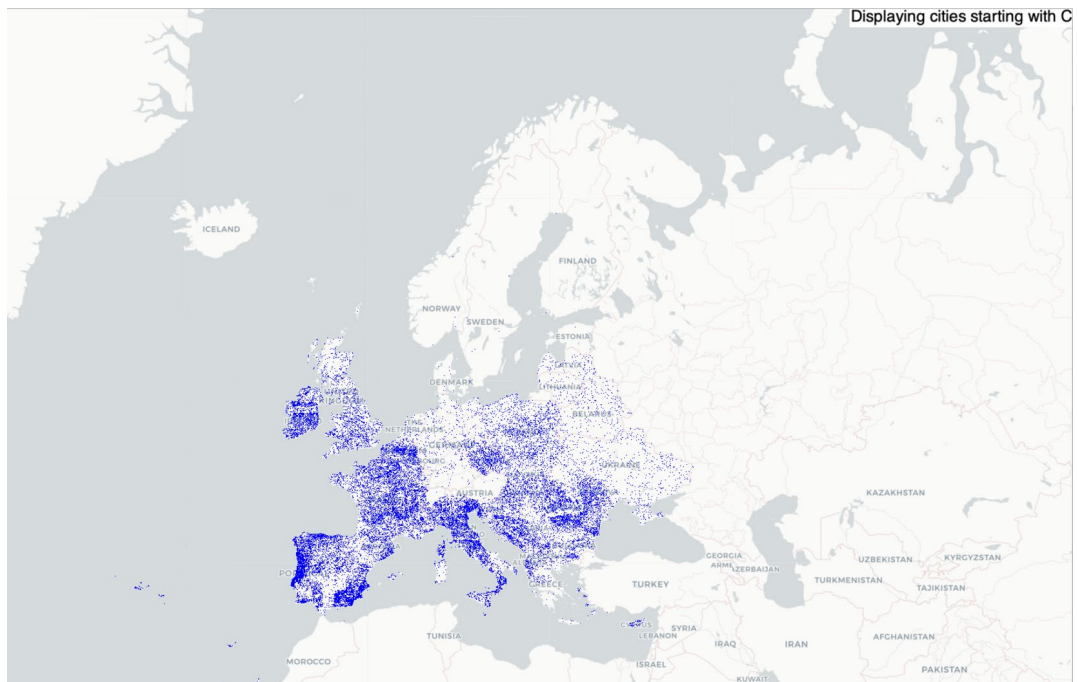 Displaying cities starting with C
ICELAND
FINLAND
NORWAY
SWEDEN
ESTONIA
LATVIA
DENMARK
LITHUANIA
BELARUS
NETHERLANDS
UKRAINE
AUSTRIA
KAZAKHSTAN
GEORGIA
UZBEKISTAN
KYRGYZSTAN
TURKEY
TURKMENISTAN
TAJIKISTAN
GREECE
CYPRUS
SYRIA
LEBANON
TUNISIA
IRAQ
IRAN
AFGHANISTAN
MOROCCO
ISRAEL
PAKISTAN
KUWAIT